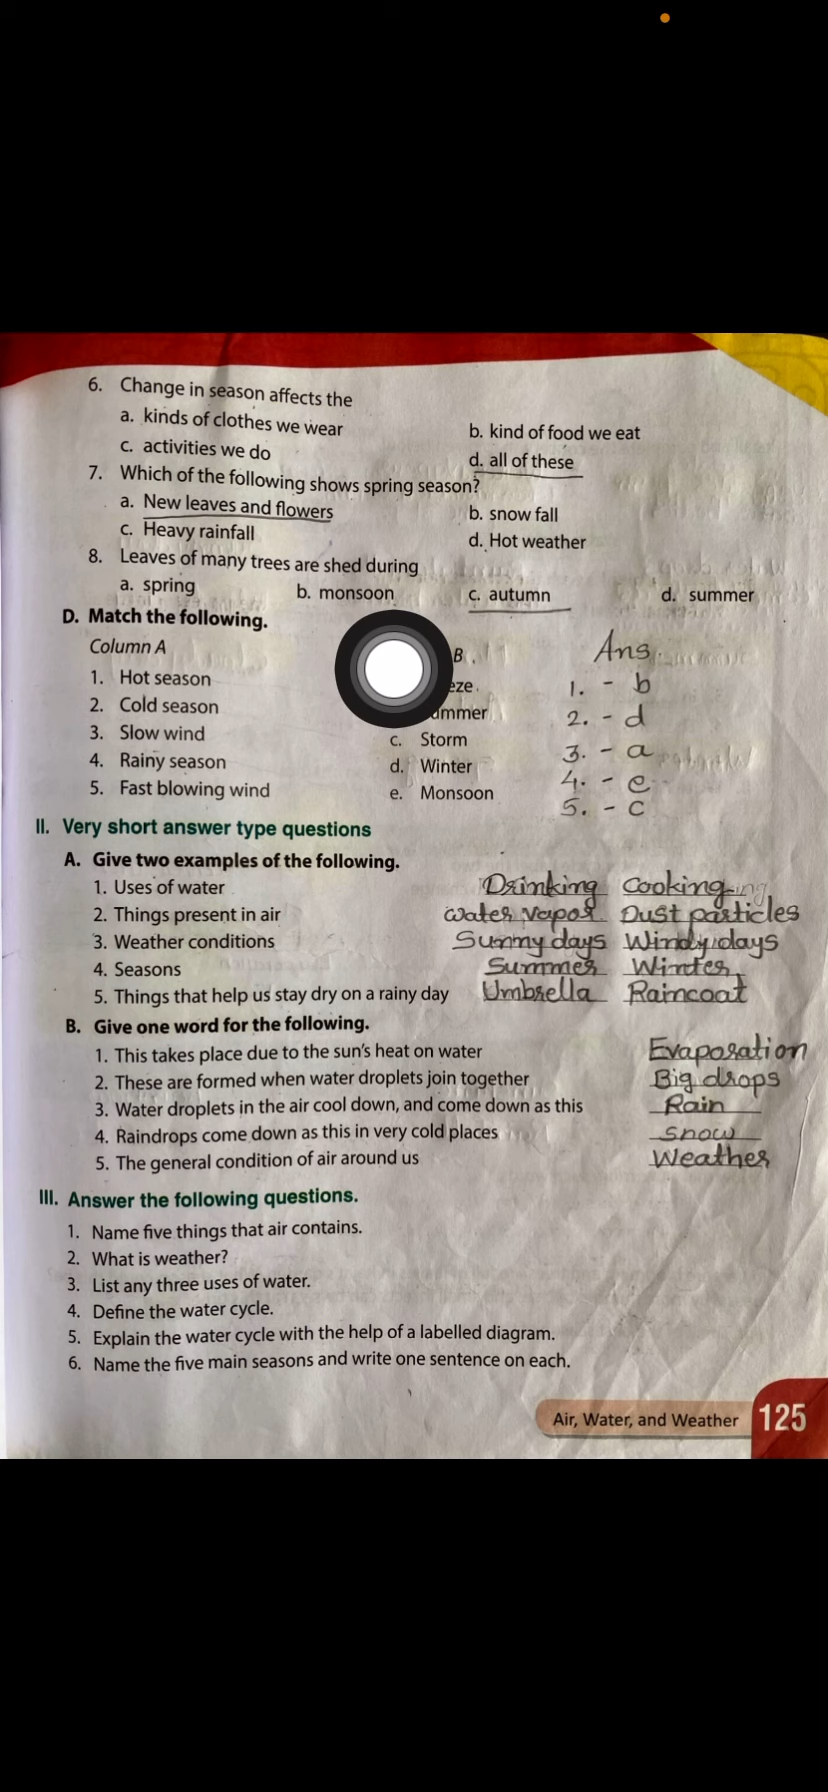 6. Change in season affects the
a. kinds of clothes we wear b. kind of food we eat
c. activities we do d. all of these
7. Which of the following shows spring season?
a. New leaves and flowers b. snow fall
c. Heavy rainfall d. Hot weather
8. Leaves of many trees are shed during
a. spring b. monsoon c. autumn d. summer
D. Match the following.
Column A B Ans.
1. Hot season 1. - b
2. Cold season 2. - d
3. Slow wind c. Storm 3. - a
4. Rainy season d. Winter 4. - e
5. Fast blowing wind e. Monsoon 5. - c
II. Very short answer type questions
A. Give two examples of the following.
1. Uses of water Drinking Cooking
2. Things present in air water vapor Dust particles
3. Weather conditions Sunny days Windy days
4. Seasons Summer Winter
5. Things that help us stay dry on a rainy day Umbrella Raincoat
B. Give one word for the following.
1. This takes place due to the sun's heat on water Evaporation
2. These are formed when water droplets join together Big drops
3. Water droplets in the air cool down, and come down as this Rain
4. Raindrops come down as this in very cold places snow
5. The general condition of air around us Weather
III. Answer the following questions.
1. Name five things that air contains.
2. What is weather?
3. List any three uses of water.
4. Define the water cycle.
5. Explain the water cycle with the help of a labelled diagram.
6. Name the five main seasons and write one sentence on each.
Air, Water, and Weather 125